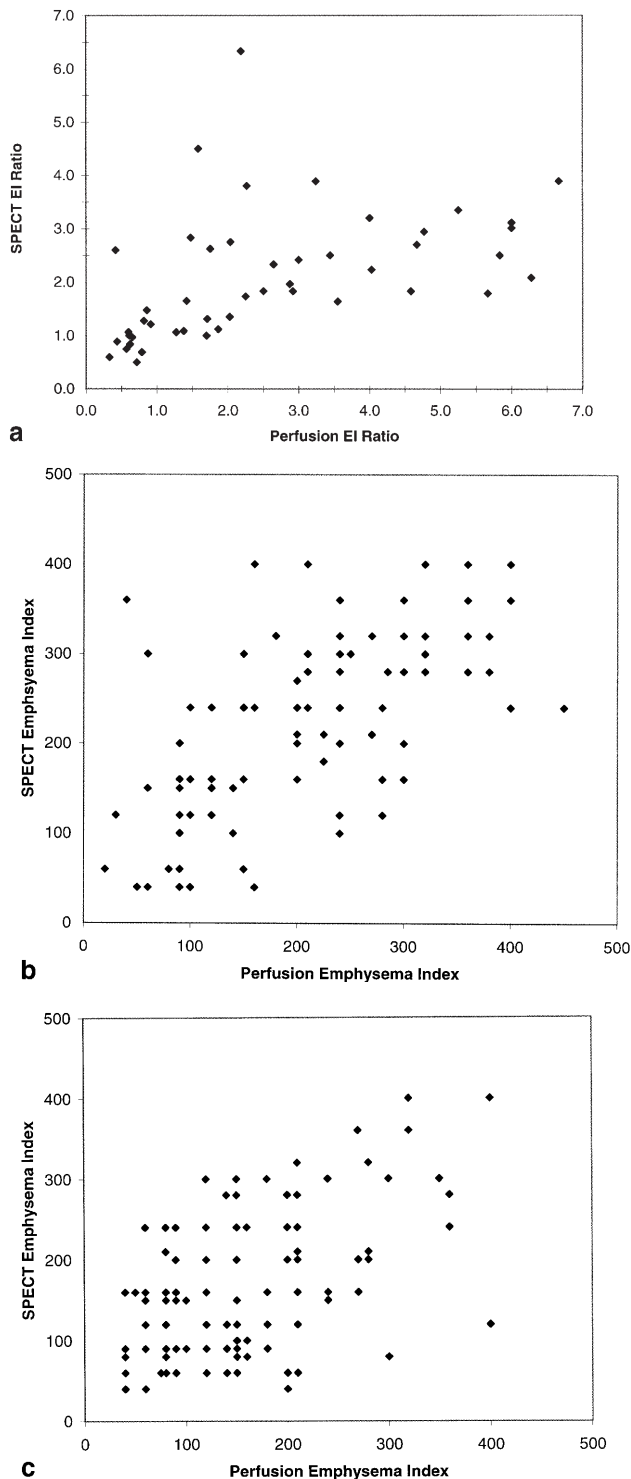 7.0
6.0
5.0
4.0
3.0
2.0
1.0
0.0
SPECT EI Ratio
0.0 1.0 2.0 3.0 4.0 5.0 6.0 7.0
Perfusion EI Ratio
a
500
400
300
200
100
0
SPECT Emphsyema Index
0 100 200 300 400 500
Perfusion Emphysema Index
b
500
400
300
200
100
0
SPECT Emphysema Index
0 100 200 300 400 500
Perfusion Emphysema Index
c